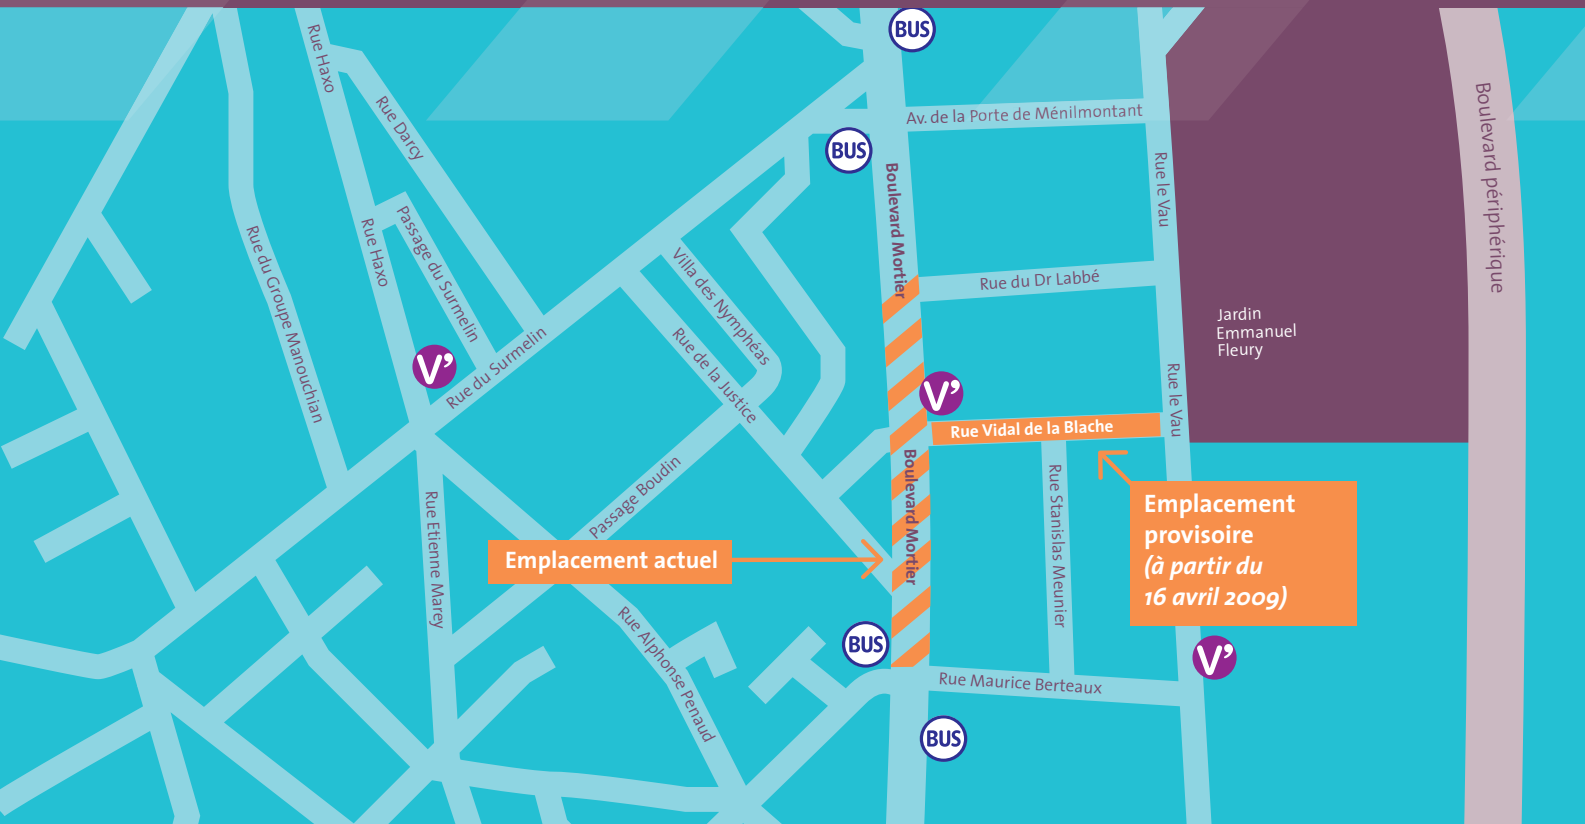 BUS
Rue Haxo
Rue Darcy
Av. de la Porte de Ménilmontant
BUS
Boulevard périphérique
Boulevard Mortier
Rue le Vau
Rue du Groupe Manouchian
Rue Haxo
Passage du Surmelin
Villa des Nymphéas
Rue du Dr Labbé
Jardin
Emmanuel
Fleury
V’
Rue du Surmelin
Rue de la Justice
V’
Rue le Vau
Rue Vidal de la Blache
Boulevard Mortier
Passage Boudin
Rue Etienne Marey
Rue Stanislas Meunier
Emplacement
provisoire
(à partir du
16 avril 2009)
Emplacement actuel
Rue Alphonse Penaud
BUS
V’
Rue Maurice Berteaux
BUS